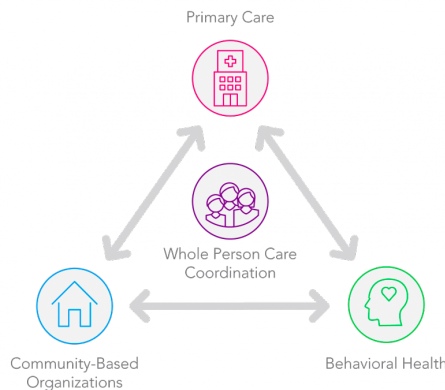 Primary Care
Whole Person Care
Coordination
Community-Based
Organizations
Behavioral Health